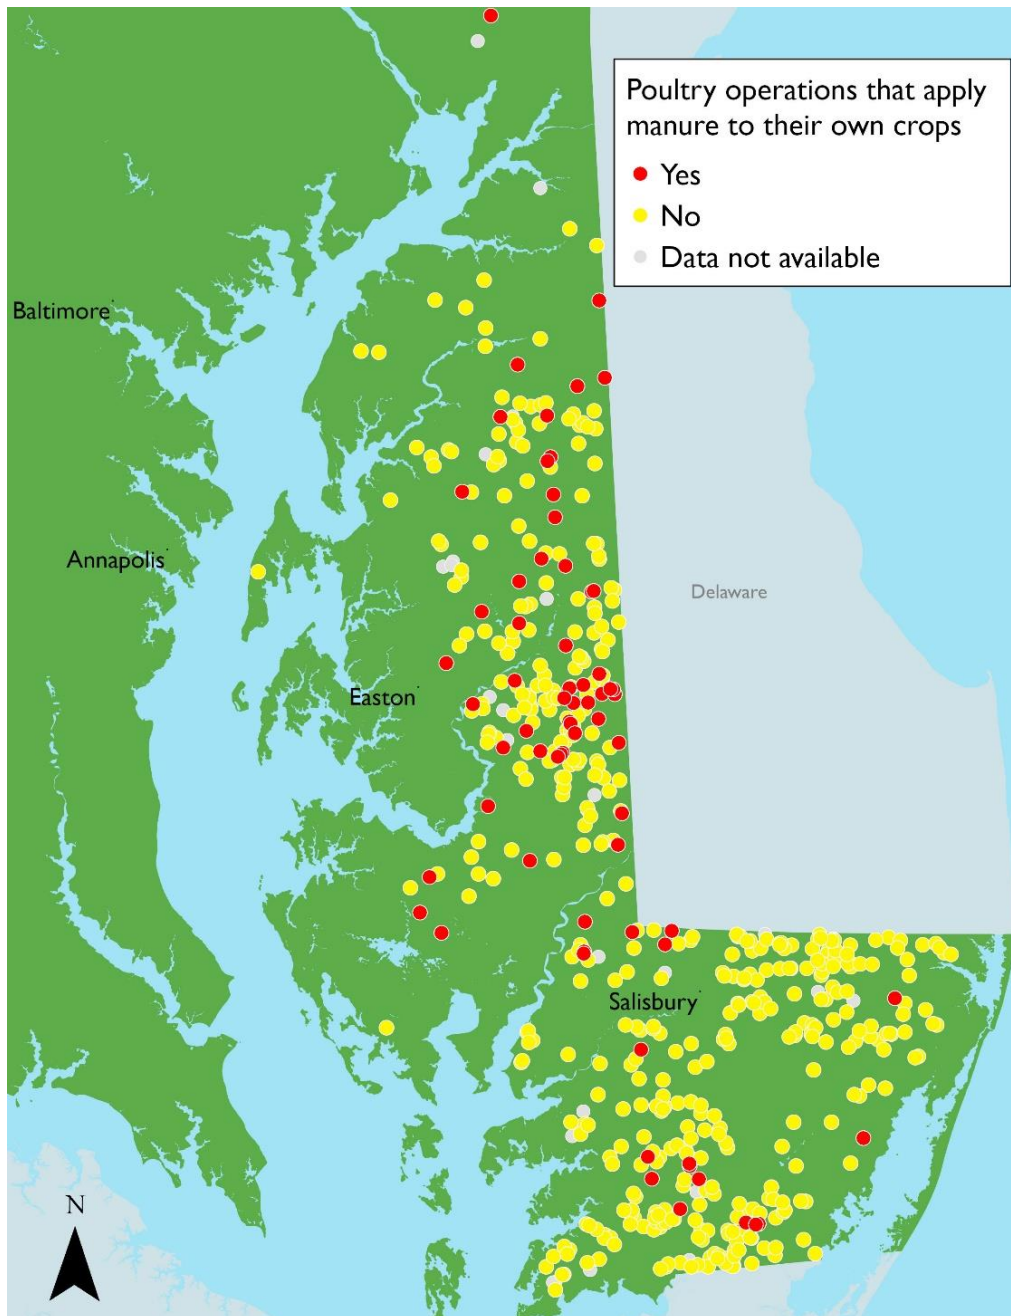 Poultry operations that apply
manure to their own crops
Yes
No
Data not available
Baltimore
Annapolis
Delaware
Easton
Salisbury
N